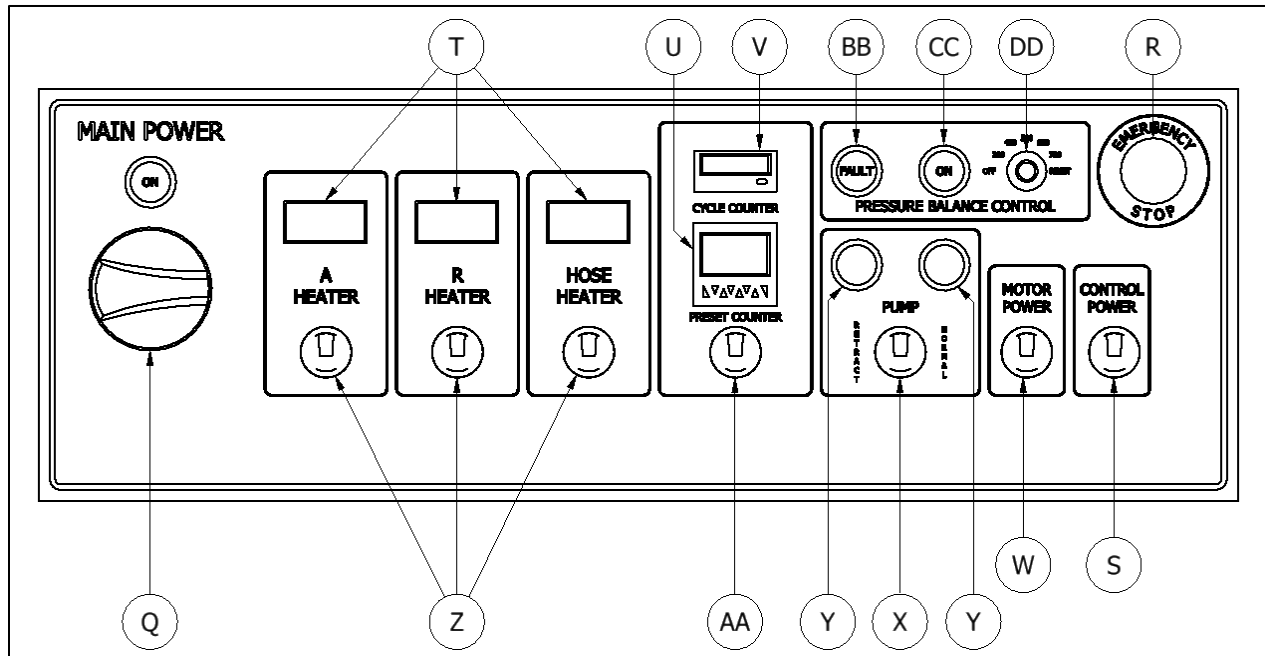 T
U
V
BB
CC
DD
R
MAIN POWER
ON
A
HEATER
R
HEATER
HOSE
HEATER
CYCLE COUNTER
PRESET COUNTER
FAULT
ON
OFF
RESET
PRESSURE BALANCE CONTROL
EMERGENCY
STOP
PUMP
RETRACT
NORMAL
MOTOR
POWER
CONTROL
POWER
Q
Z
AA
Y
X
Y
W
S